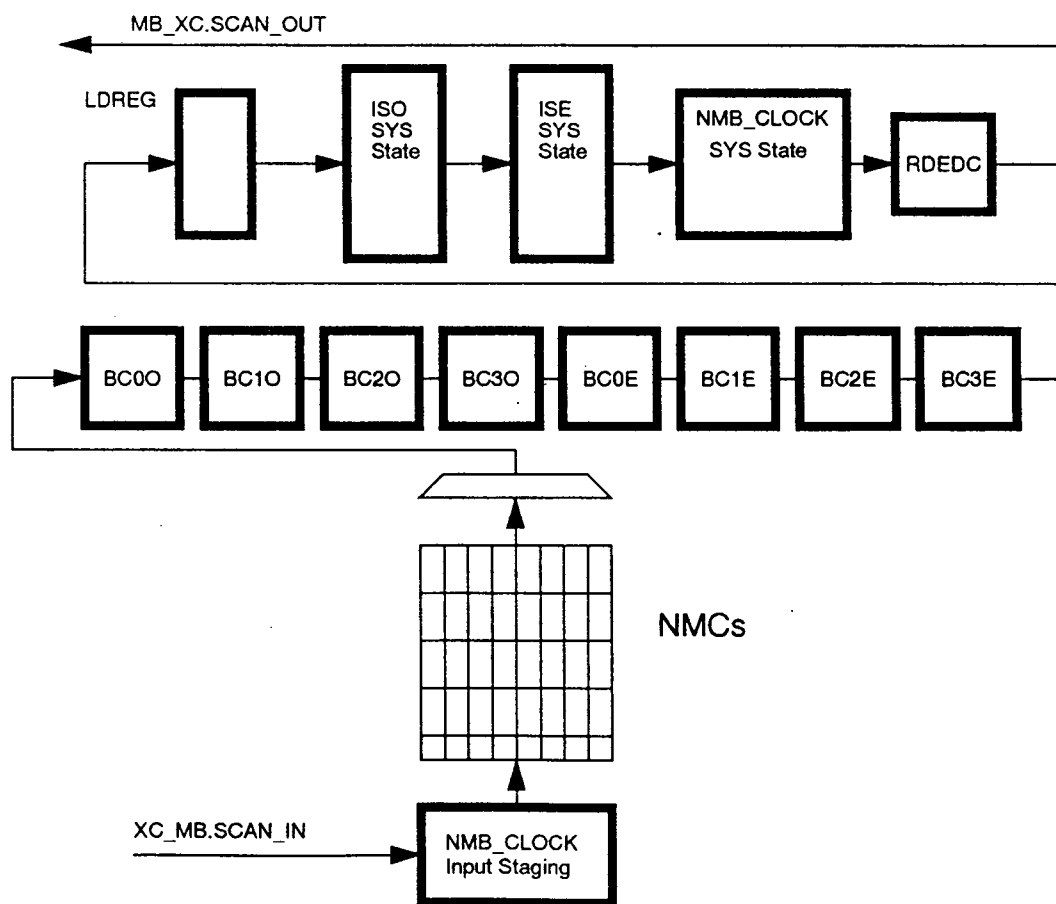 MB_XC.SCAN_OUT
LDREG
ISO
SYS
State
ISE
SYS
State
NMB_CLOCK
SYS State
RDEDC
BC0O
BC1O
BC2O
BC3O
BC0E
BC1E
BC2E
BC3E
NMCs
XC_MB.SCAN_IN
NMB_CLOCK
Input Staging